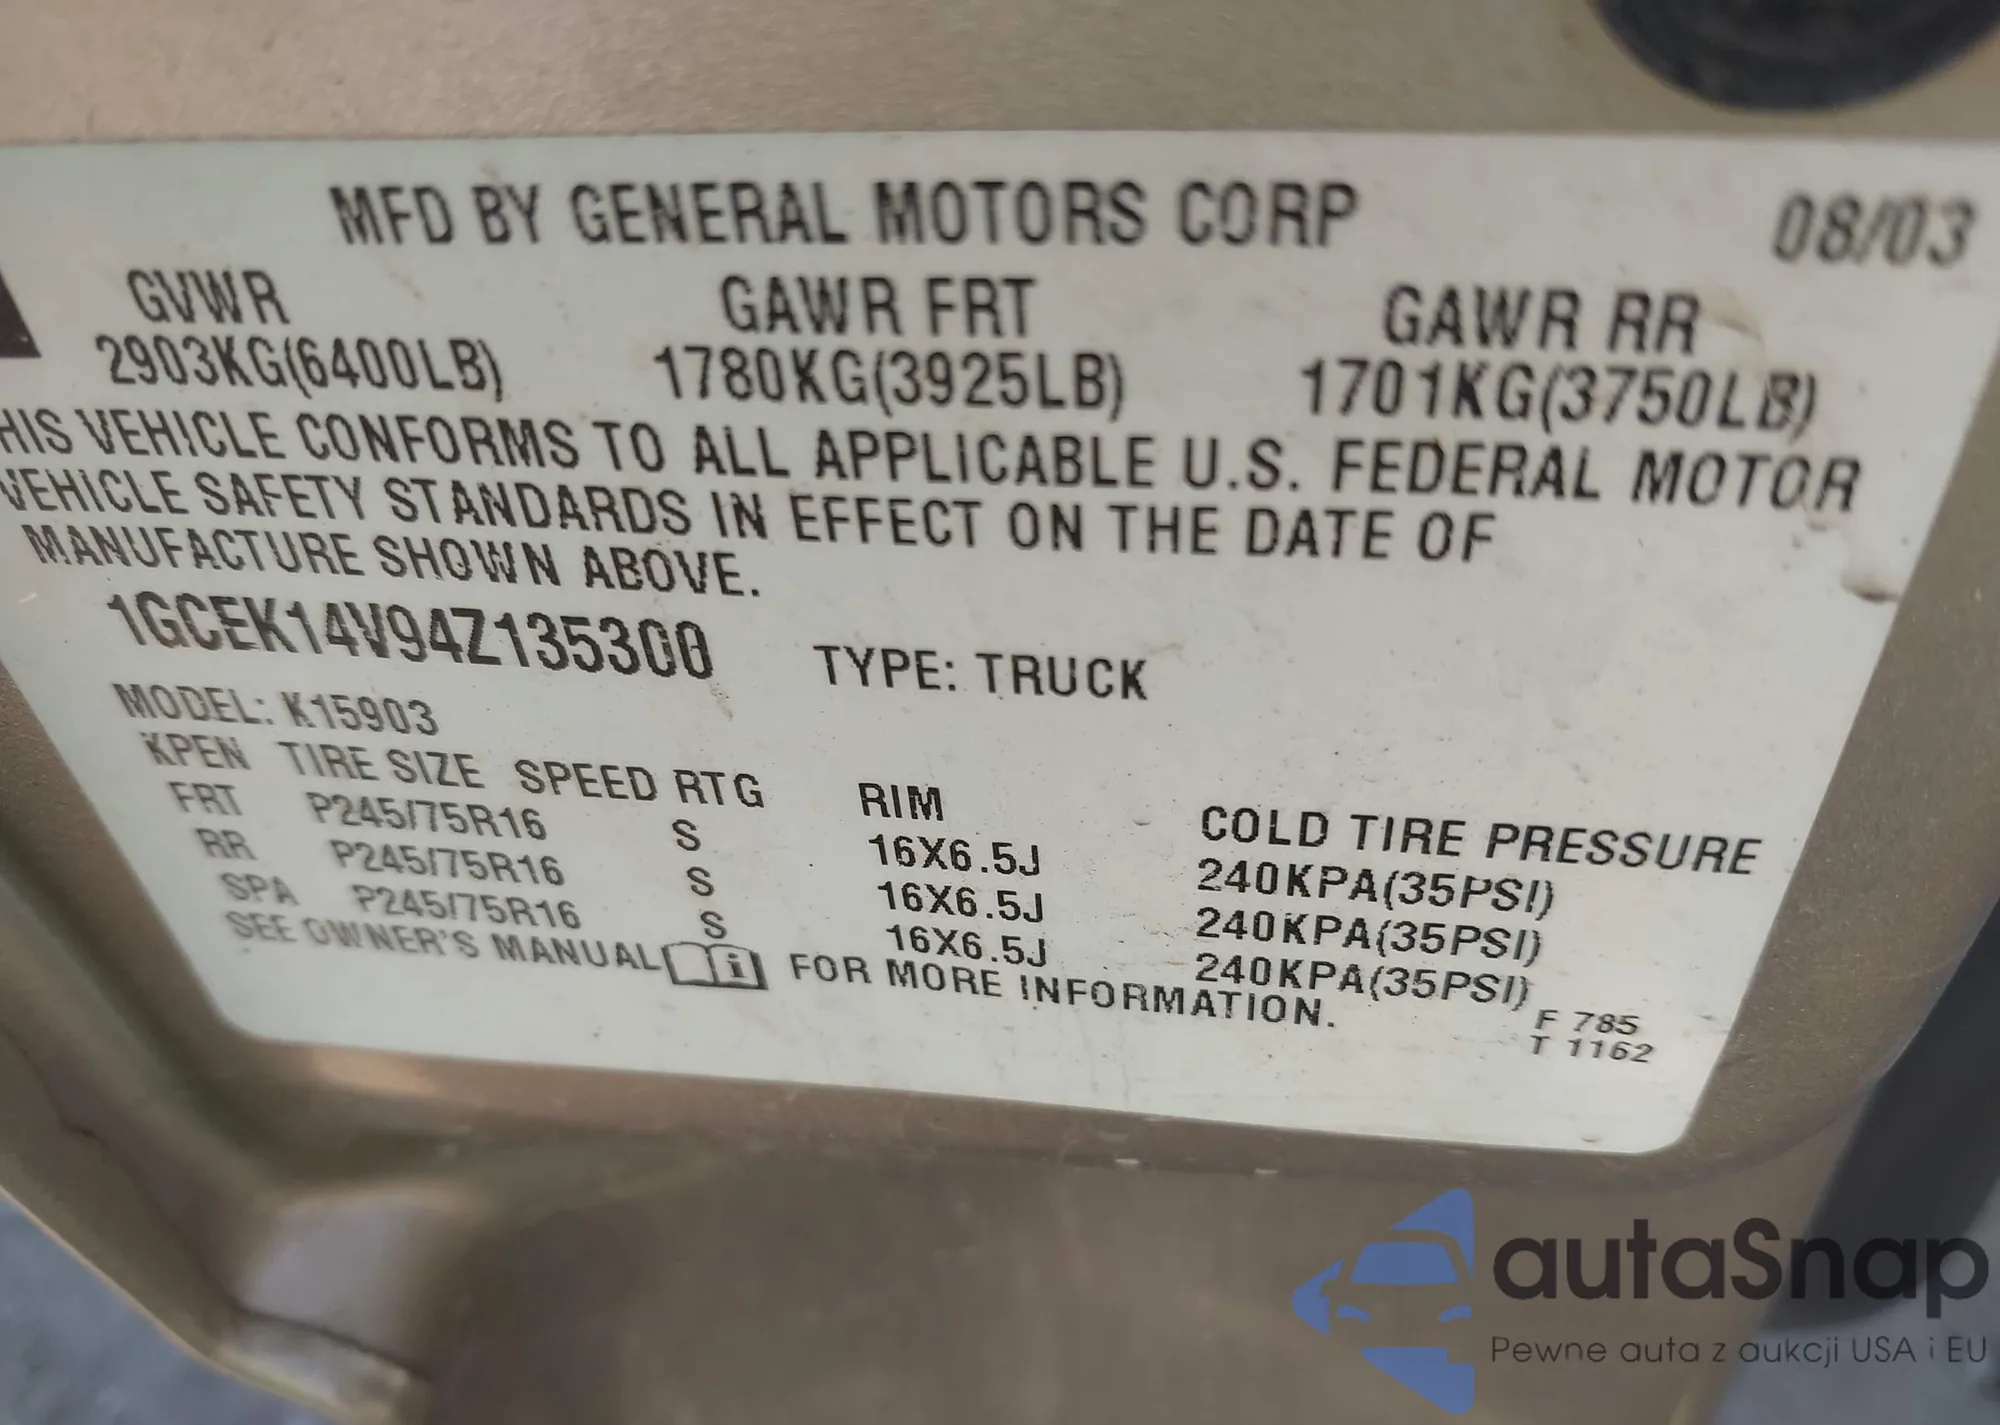 MFD BY GENERAL MOTORS CORP 08/03
GVWR GAWR FRT GAWR RR
2903KG(6400LB) 1780KG(3925LB) 1701KG(3750LB)
HIS VEHICLE CONFORMS TO ALL APPLICABLE U.S. FEDERAL MOTOR
VEHICLE SAFETY STANDARDS IN EFFECT ON THE DATE OF
MANUFACTURE SHOWN ABOVE.
1GCEK14V94Z135300 TYPE: TRUCK
MODEL: K15903
KPEN TIRE SIZE SPEED RTG RIM COLD TIRE PRESSURE
FRT P245/75R16 S 16X6.5J 240KPA(35PSI)
RR P245/75R16 S 16X6.5J 240KPA(35PSI)
SPA P245/75R16 S 16X6.5J 240KPA(35PSI)
SEE OWNER'S MANUAL i FOR MORE INFORMATION.
F 785
T 1162
autaSnap
Pewne auta z aukcji USA i EU